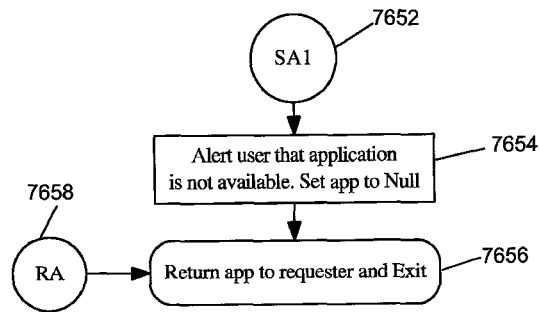 7652
SA1
Alert user that application
is not available. Set app to Null
7654
7658
RA
Return app to requester and Exit
7656